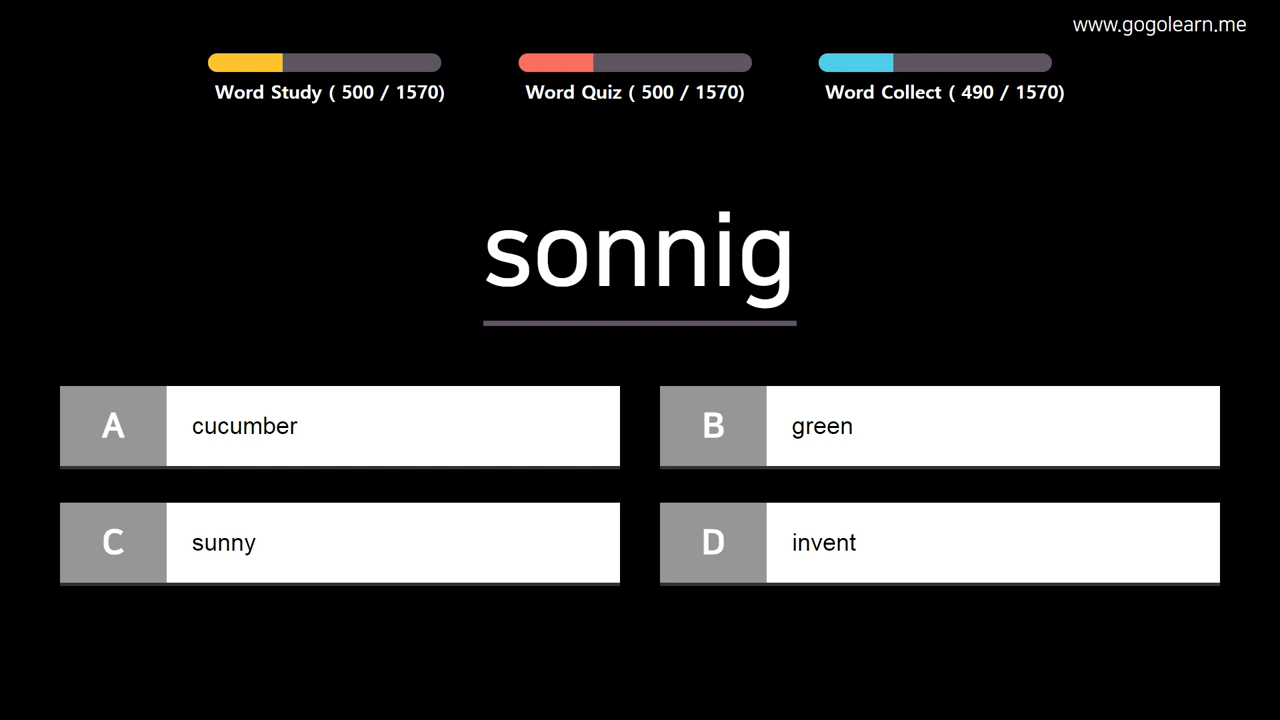 www.gogolearn.me
Word Study ( 500 / 1570)
Word Quiz ( 500 / 1570)
Word Collect ( 490 / 1570)
sonnig
A cucumber
B green
C sunny
D invent